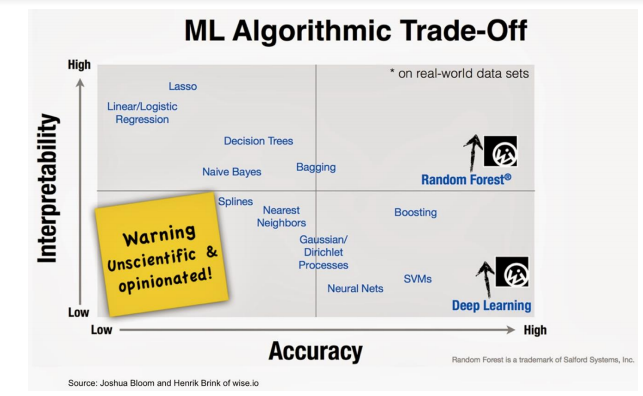 ML Algorithmic Trade-Off
High
* on real-world data sets
Lasso
Linear/Logistic
Regression
Decision Trees
Naive Bayes
Bagging
Random Forest®
Interpretability
Splines
Nearest
Neighbors
Boosting
Warning
Unscientific &
opinionated!
Gaussian/
Dirichlet
Processes
SVMs
Neural Nets
Deep Learning
Low
Low
High
Accuracy
Random Forest is a trademark of Salford Systems, Inc.
Source: Joshua Bloom and Henrik Brink of wise.io